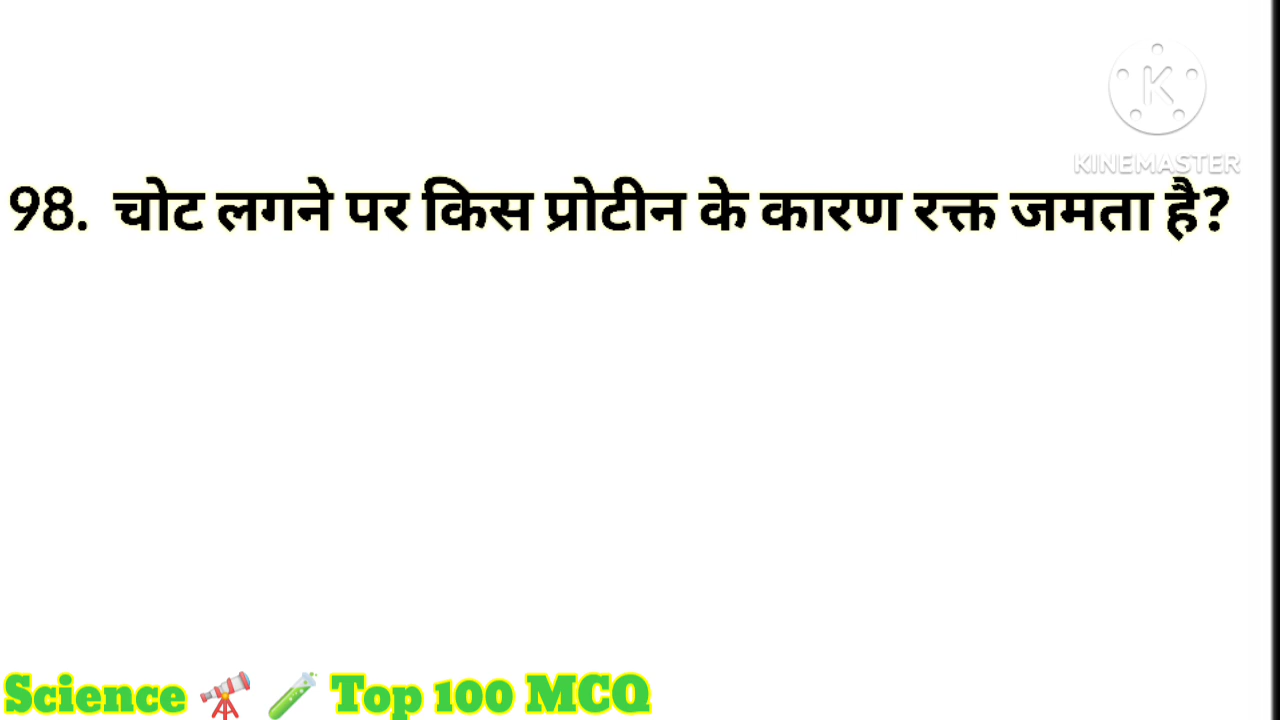 K
KINEMASTER
98. चोट लगने पर किस प्रोटीन के कारण रक्त जमता है?
Science 🔭 🧪 Top 100 MCQ